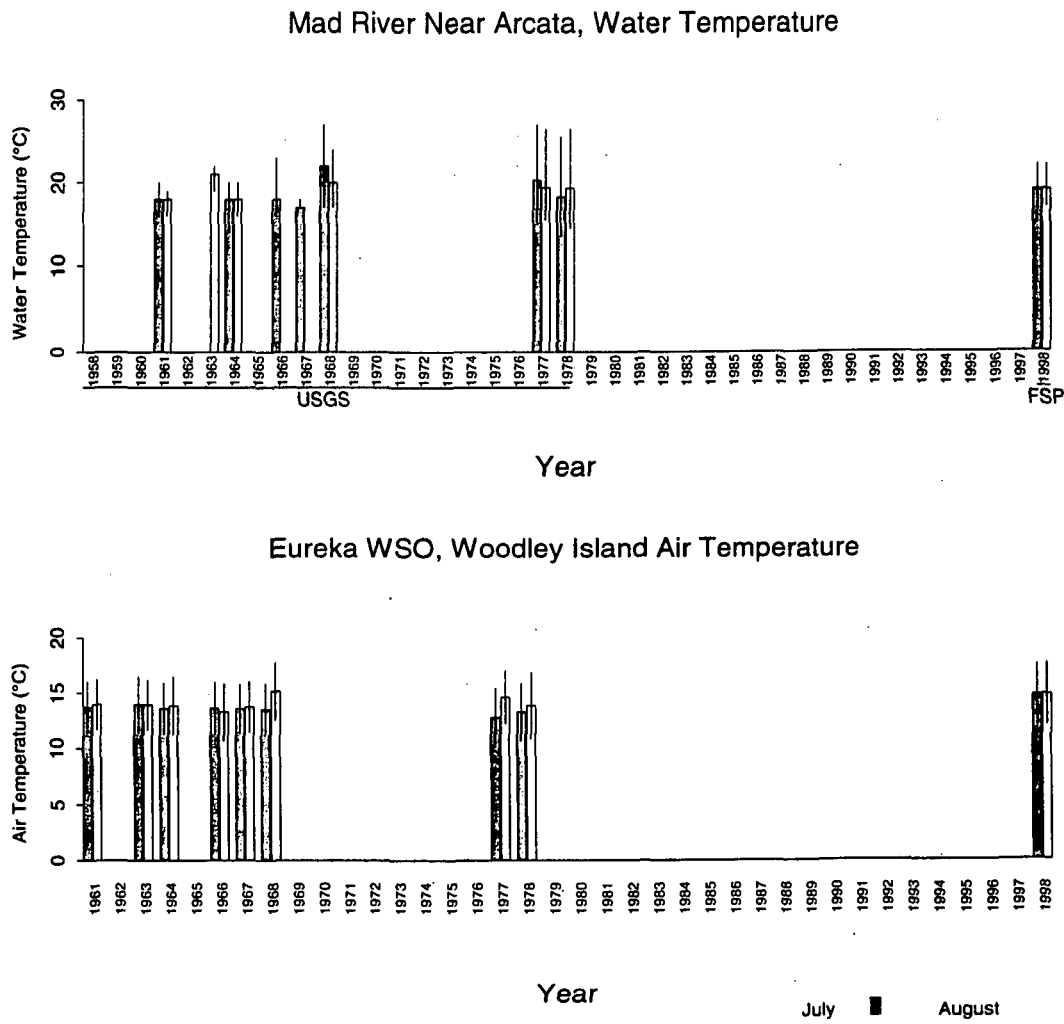 Mad River Near Arcata, Water Temperature
Water Temperature (°C)
30
20
10
0
1958 1959 1960 1961 1962 1963 1964 1965 1966 1967 1968 1969 1970 1971 1972 1973 1974 1975 1976 1977 1978 1979 1980 1981 1982 1983 1984 1985 1986 1987 1988 1989 1990 1991 1992 1993 1994 1995 1996 1997 1998
USGS FSP
Year
Eureka WSO, Woodley Island Air Temperature
Air Temperature (°C)
20
15
10
5
0
1961 1962 1963 1964 1965 1966 1967 1968 1969 1970 1971 1972 1973 1974 1975 1976 1977 1978 1979 1980 1981 1982 1983 1984 1985 1986 1987 1988 1989 1990 1991 1992 1993 1994 1995 1996 1997 1998
Year
July August